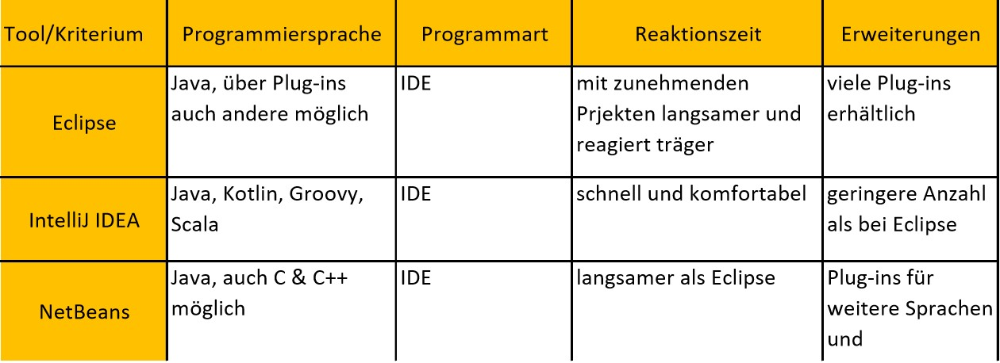 Tool/Kriterium Programmiersprache Programmart Reaktionszeit Erweiterungen
Eclipse
Java, über Plug-ins
auch andere möglich
IDE
mit zunehmenden
Prjekten langsamer und
reagiert träger
viele Plug-ins
erhältlich
IntelliJ IDEA
Java, Kotlin, Groovy,
Scala
IDE
schnell und komfortabel
geringere Anzahl
als bei Eclipse
NetBeans
Java, auch C & C++
möglich
IDE
langsamer als Eclipse
Plug-ins für
weitere Sprachen
und